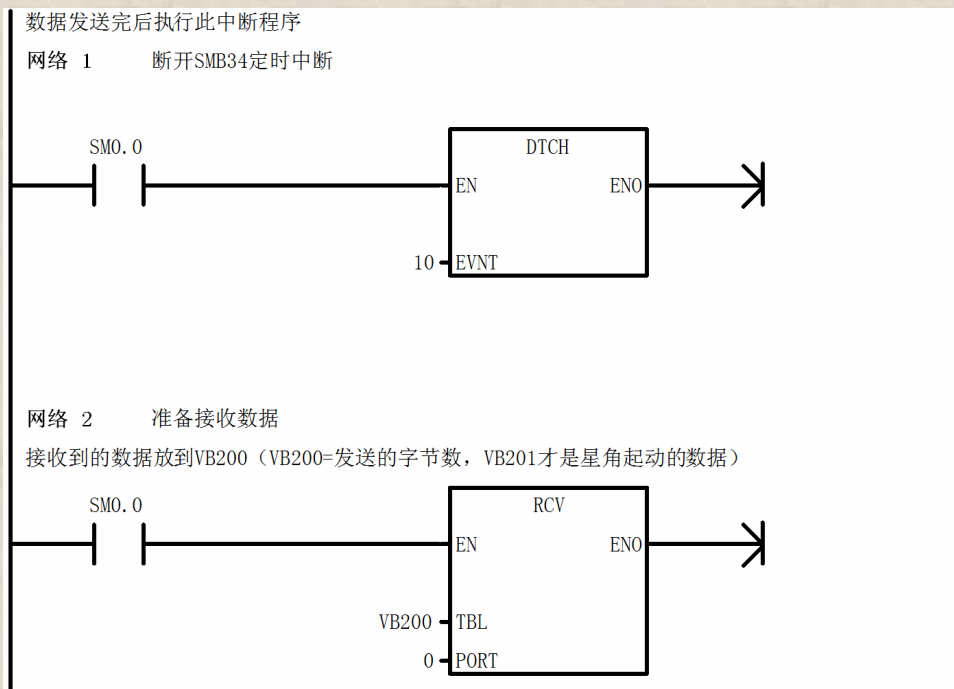 数据发送完后执行此中断程序
网络 1 断开SMB34定时中断
SM0.0
DTCH
EN ENO
10 EVNT
网络 2 准备接收数据
接收到的数据放到VB200（VB200=发送的字节数，VB201才是星角起动的数据）
SM0.0
RCV
EN ENO
VB200 TBL
0 PORT